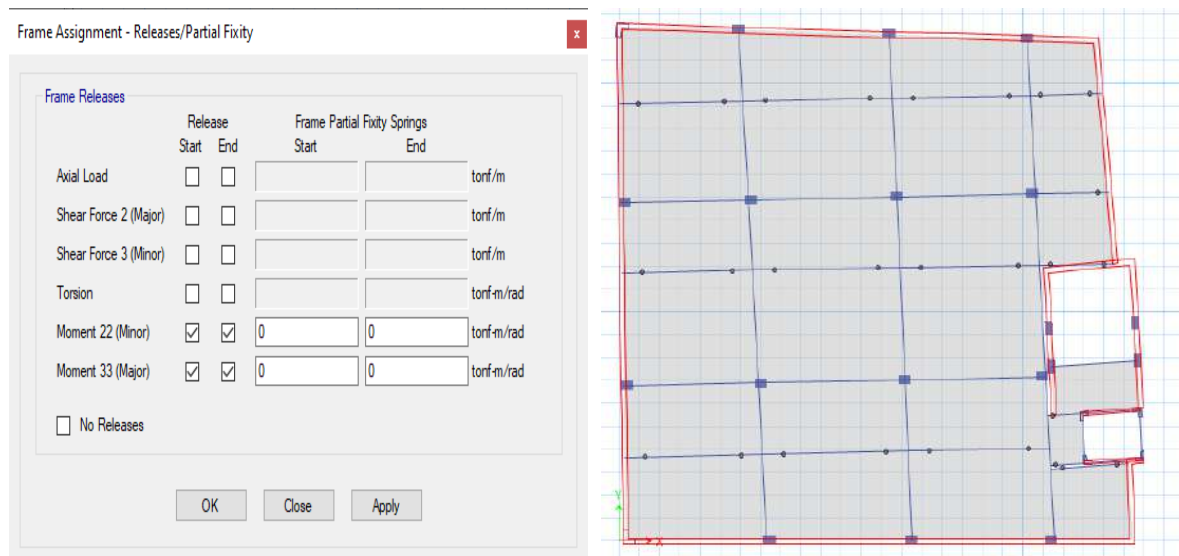 Frame Assignment - Releases/Partial Fixity
x
Frame Releases
Release Frame Partial Fixity Springs
Start End Start End
Axial Load tonf/m
Shear Force 2 (Major) tonf/m
Shear Force 3 (Minor) tonf/m
Torsion tonf-m/rad
Moment 22 (Minor) 0 0 tonf-m/rad
Moment 33 (Major) 0 0 tonf-m/rad
No Releases
OK Close Apply
Y
X